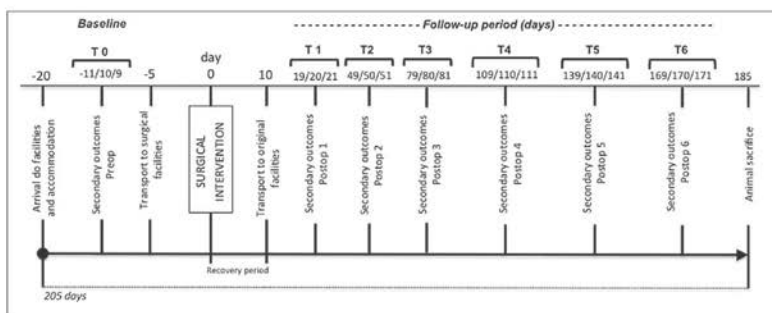 Baseline
Follow-up period (days)
T 0
day
T 1
T2
T3
T4
T5
T6
-20
-11/10/9
-5
0
10
19/20/21
49/50/51
79/80/81
109/110/111
139/140/141
169/170/171
185
Arrival do facilities
and accommodation
Secondary outcomes
Preop
Transport to surgical
facilities
SURGICAL
INTERVENTION
Transport to original
facilities
Secondary outcomes
Postop 1
Secondary outcomes
Postop 2
Secondary outcomes
Postop 3
Secondary outcomes
Postop 4
Secondary outcomes
Postop 5
Secondary outcomes
Postop 6
Animal sacrifice
Recovery period
205 days